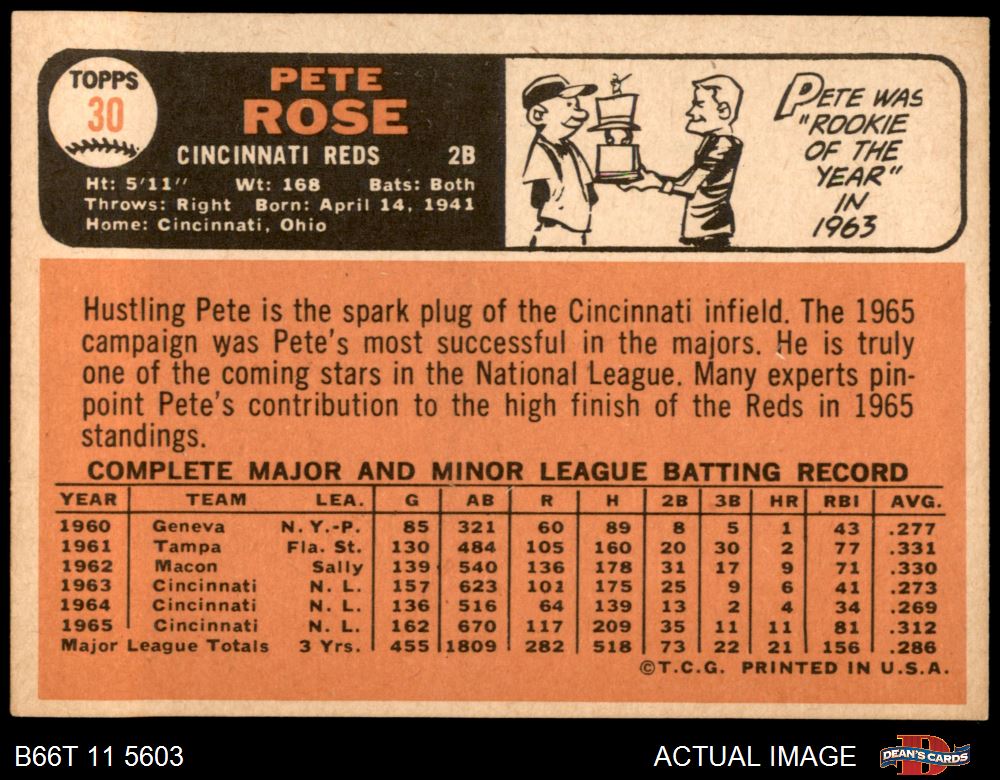 TOPPS
30
PETE
ROSE
CINCINNATI REDS 2B
Ht: 5'11" Wt: 168 Bats: Both
Throws: Right Born: April 14, 1941
Home: Cincinnati, Ohio
PETE WAS
"ROOKIE
OF THE
YEAR"
IN
1963
Hustling Pete is the spark plug of the Cincinnati infield. The 1965
campaign was Pete's most successful in the majors. He is truly
one of the coming stars in the National League. Many experts pin-
point Pete's contribution to the high finish of the Reds in 1965
standings.
COMPLETE MAJOR AND MINOR LEAGUE BATTING RECORD
YEAR TEAM LEA. G AB R H 2B 3B HR RBI AVG.
1960 Geneva N.Y.-P. 85 321 60 89 8 5 1 43 .277
1961 Tampa Fla. St. 130 484 105 160 20 30 2 77 .331
1962 Macon Sally 139 540 136 178 31 17 9 71 .330
1963 Cincinnati N. L. 157 623 101 175 25 9 6 41 .273
1964 Cincinnati N. L. 136 516 64 139 13 2 4 34 .269
1965 Cincinnati N. L. 162 670 117 209 35 11 11 81 .312
Major League Totals 3 Yrs. 455 1809 282 518 73 22 21 156 .286
©T.C.G. PRINTED IN U.S.A.
B66T 11 5603 ACTUAL IMAGE DEAN'S CARDS